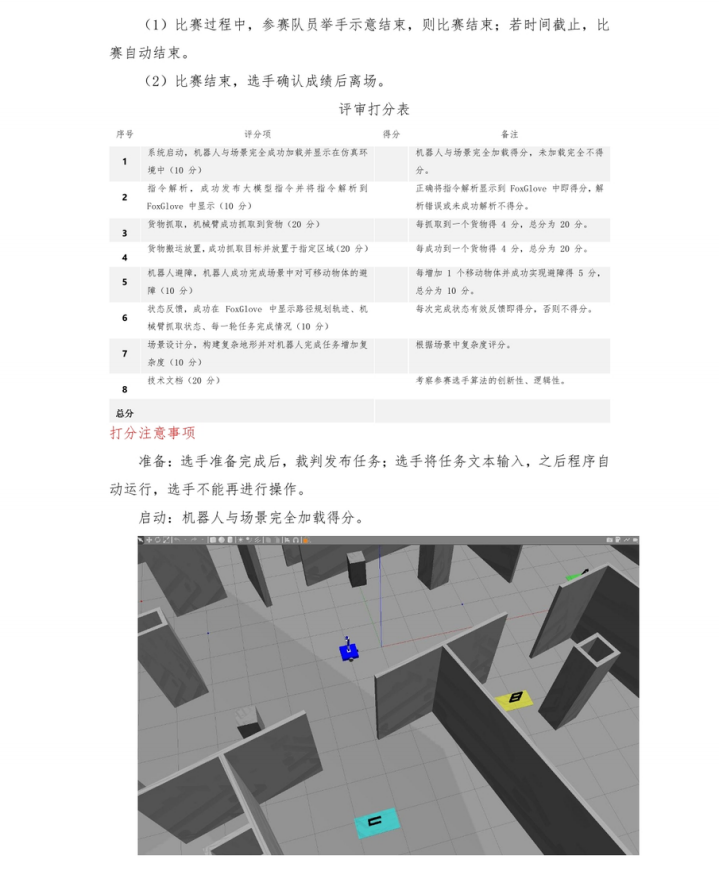 （1）比赛过程中，参赛队员举手示意结束，则比赛结束；若时间截止，比
赛自动结束。
（2）比赛结束，选手确认成绩后离场。
评审打分表
序号 评分项 得分 备注
1 系统启动，机器人与场景完全成功加载并显示在仿真环 机器人与场景完全加载得分，未加载完全不得
境中（10 分） 分。
2 指令解析，成功发布大模型指令并将指令解析到 正确将指令解析显示到 FoxGlove 中即得分，解
FoxGlove 中显示（10 分） 析错误或未成功解析不得分。
3 货物抓取，机械臂成功抓取到货物（20 分） 每抓取到一个货物得 4 分，总分为 20 分。
4 货物搬运放置，成功抓取目标并放置于指定区域（20 分） 每成功到一个货物得 4 分，总分为 20 分。
5 机器人避障，机器人成功完成场景中对可移动物体的避 每增加 1 个移动物体并成功实现避障得 5 分，
障（10 分） 总分为 10 分。
6 状态反馈，成功在 FoxGlove 中显示路径规划轨迹、机 每次完成状态有效反馈即得分，否则不得分。
械臂抓取状态、每一轮任务完成情况（10 分）
7 场景设计分，构建复杂地形并对机器人完成任务增加复 根据场景中复杂度评分。
杂度（10 分）
8 技术文档（20 分） 考察参赛选手算法的创新性、逻辑性。
总分
打分注意事项
准备：选手准备完成后，裁判发布任务；选手将任务文本输入，之后程序自
动运行，选手不能再进行操作。
启动：机器人与场景完全加载得分。